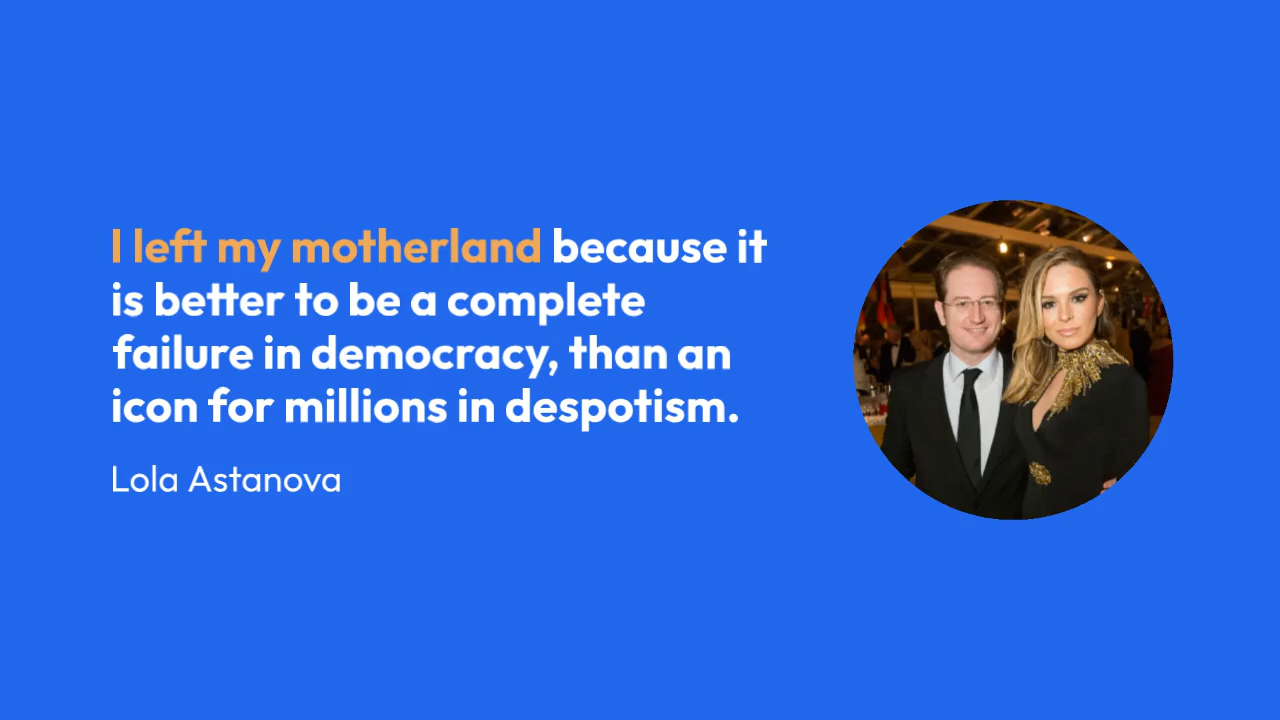 I left my motherland because it
is better to be a complete
failure in democracy, than an
icon for millions in despotism.
Lola Astanova